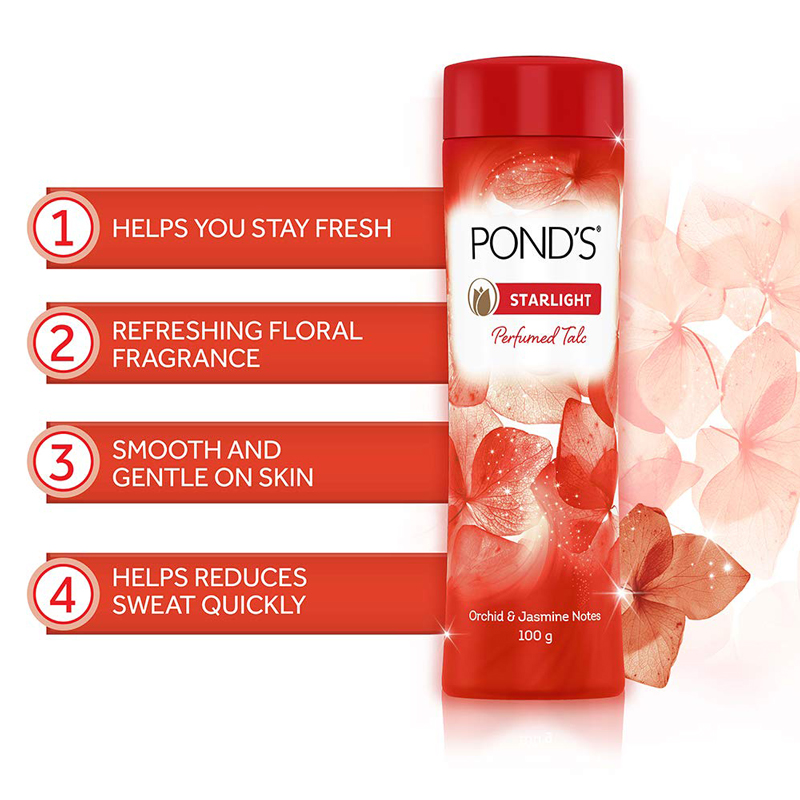 1
HELPS YOU STAY FRESH
2
REFRESHING FLORAL
FRAGRANCE
3
SMOOTH AND
GENTLE ON SKIN
4
HELPS REDUCES
SWEAT QUICKLY
POND'S®
STARLIGHT
Perfumed Talc
Orchid & Jasmine Notes
100 g